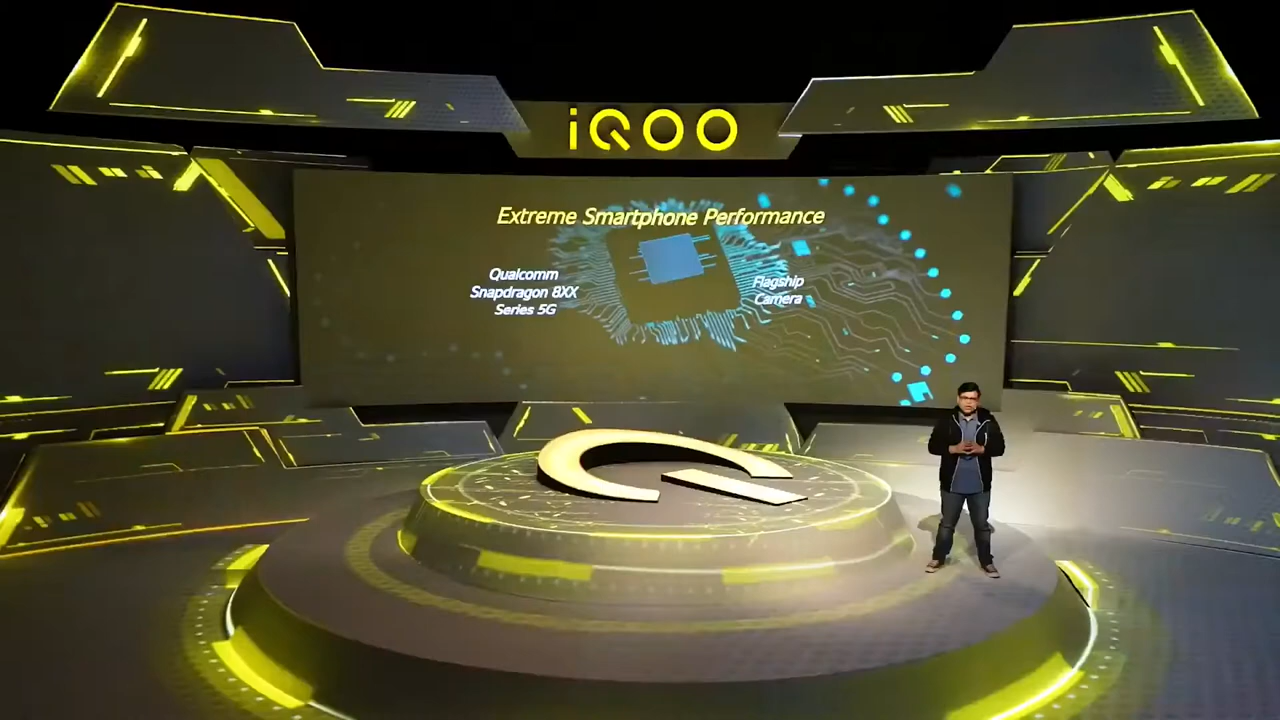 iQOO
Extreme Smartphone Performance
Qualcomm
Snapdragon 8XX
Series 5G
Flagship
Camera